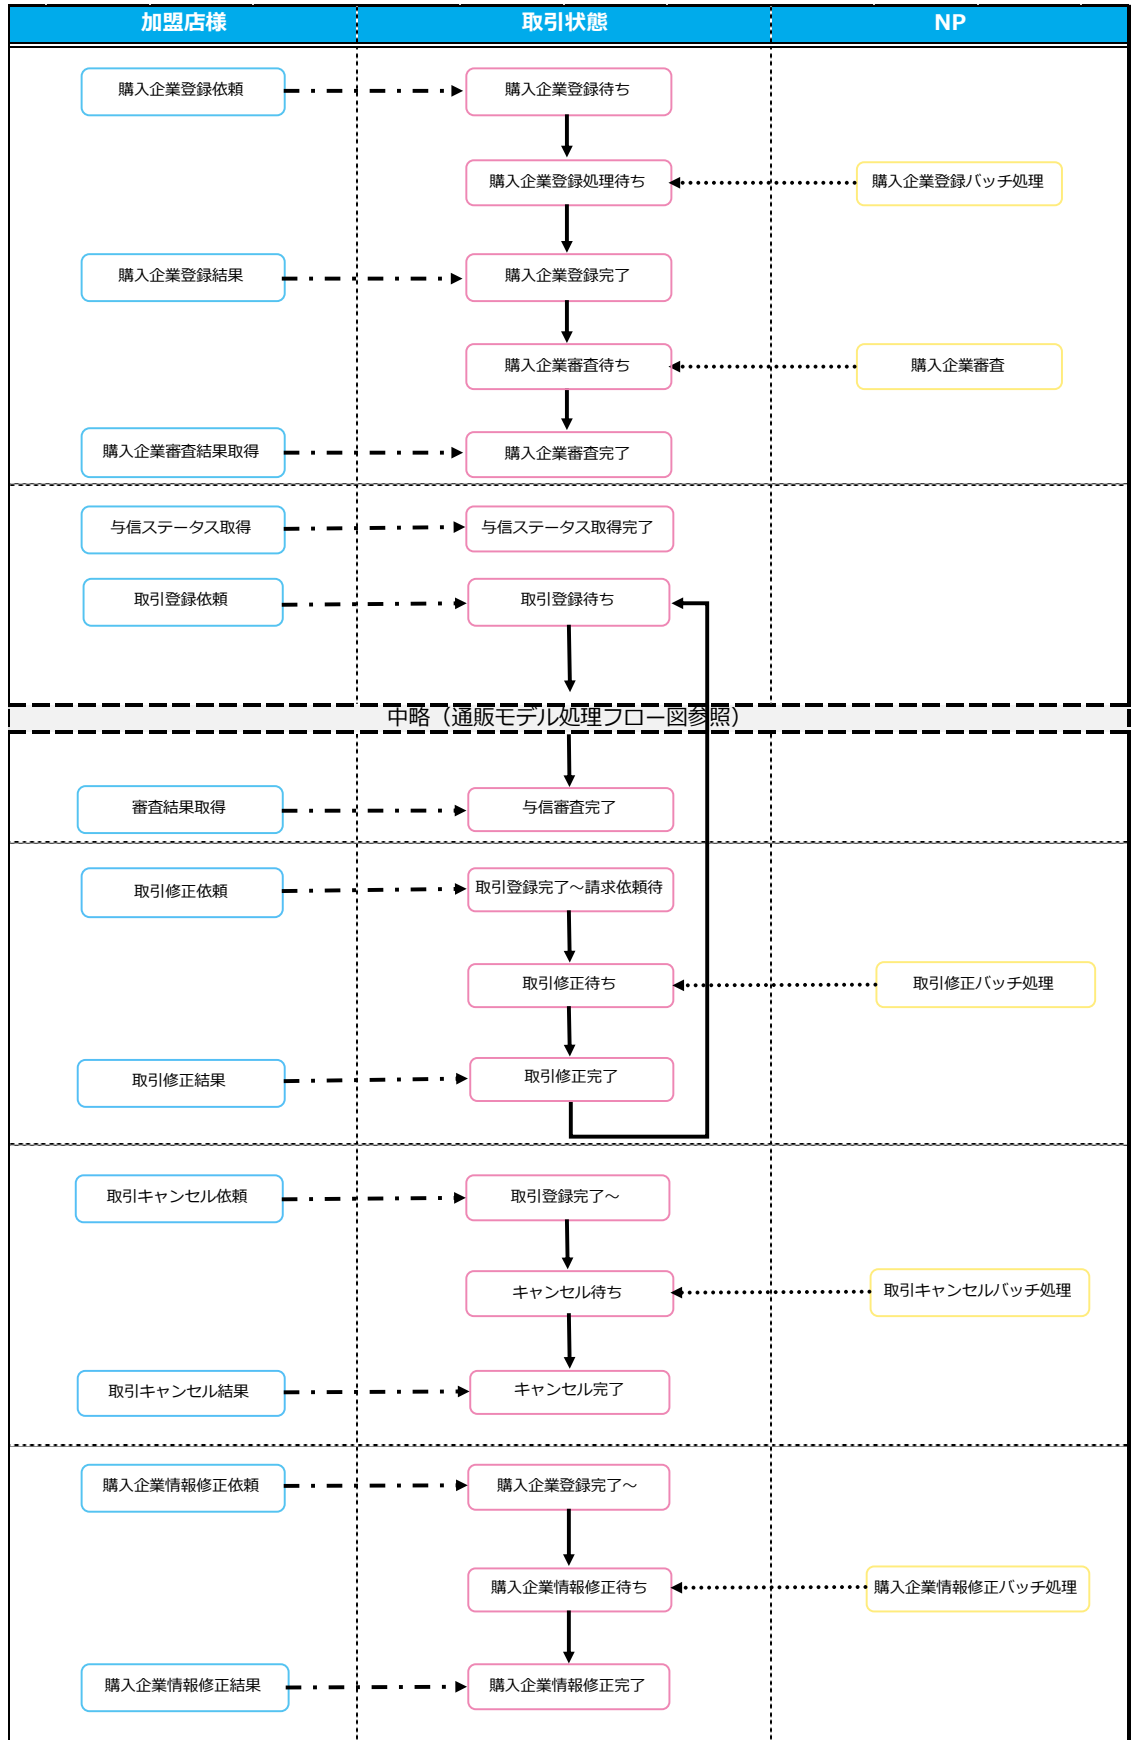 加盟店様 取引状態 NP
購入企業登録依頼 購入企業登録待ち
購入企業登録処理待ち 購入企業登録バッチ処理
購入企業登録結果 購入企業登録完了
購入企業審査待ち 購入企業審査
購入企業審査結果取得 購入企業審査完了
与信ステータス取得 与信ステータス取得完了
取引登録依頼 取引登録待ち
中略（通販モデル処理フロー図参照）
審査結果取得 与信審査完了
取引修正依頼 取引登録完了～請求依頼待
取引修正待ち 取引修正バッチ処理
取引修正結果 取引修正完了
取引キャンセル依頼 取引登録完了～
キャンセル待ち 取引キャンセルバッチ処理
取引キャンセル結果 キャンセル完了
購入企業情報修正依頼 購入企業登録完了～
購入企業情報修正待ち 購入企業情報修正バッチ処理
購入企業情報修正結果 購入企業情報修正完了